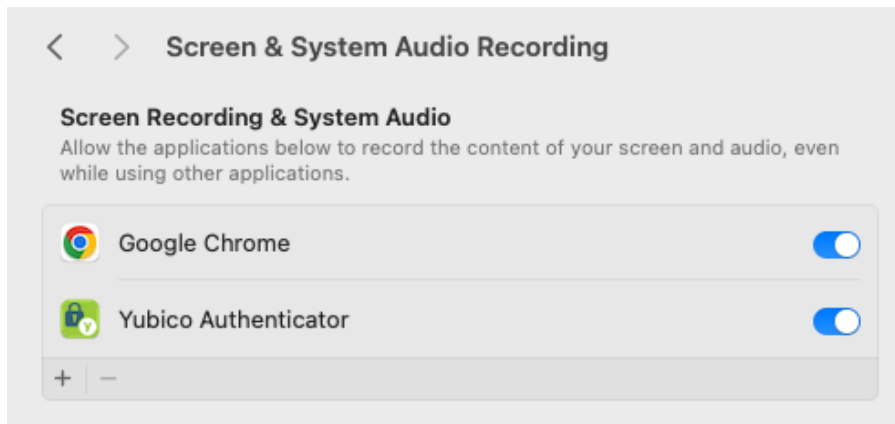 Screen & System Audio Recording
Screen Recording & System Audio
Allow the applications below to record the content of your screen and audio, even
while using other applications.
Google Chrome
Yubico Authenticator